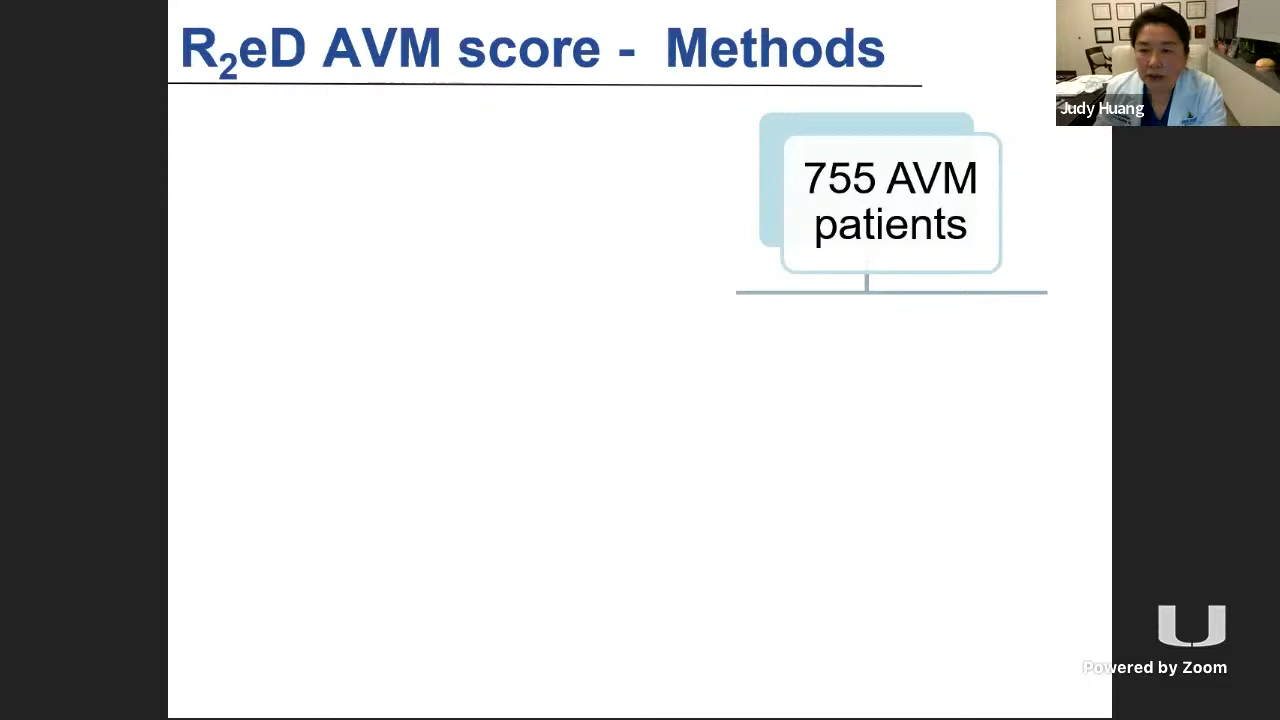 R₂eD AVM score - Methods
Judy Huang
755 AVM
patients
U
Powered by Zoom